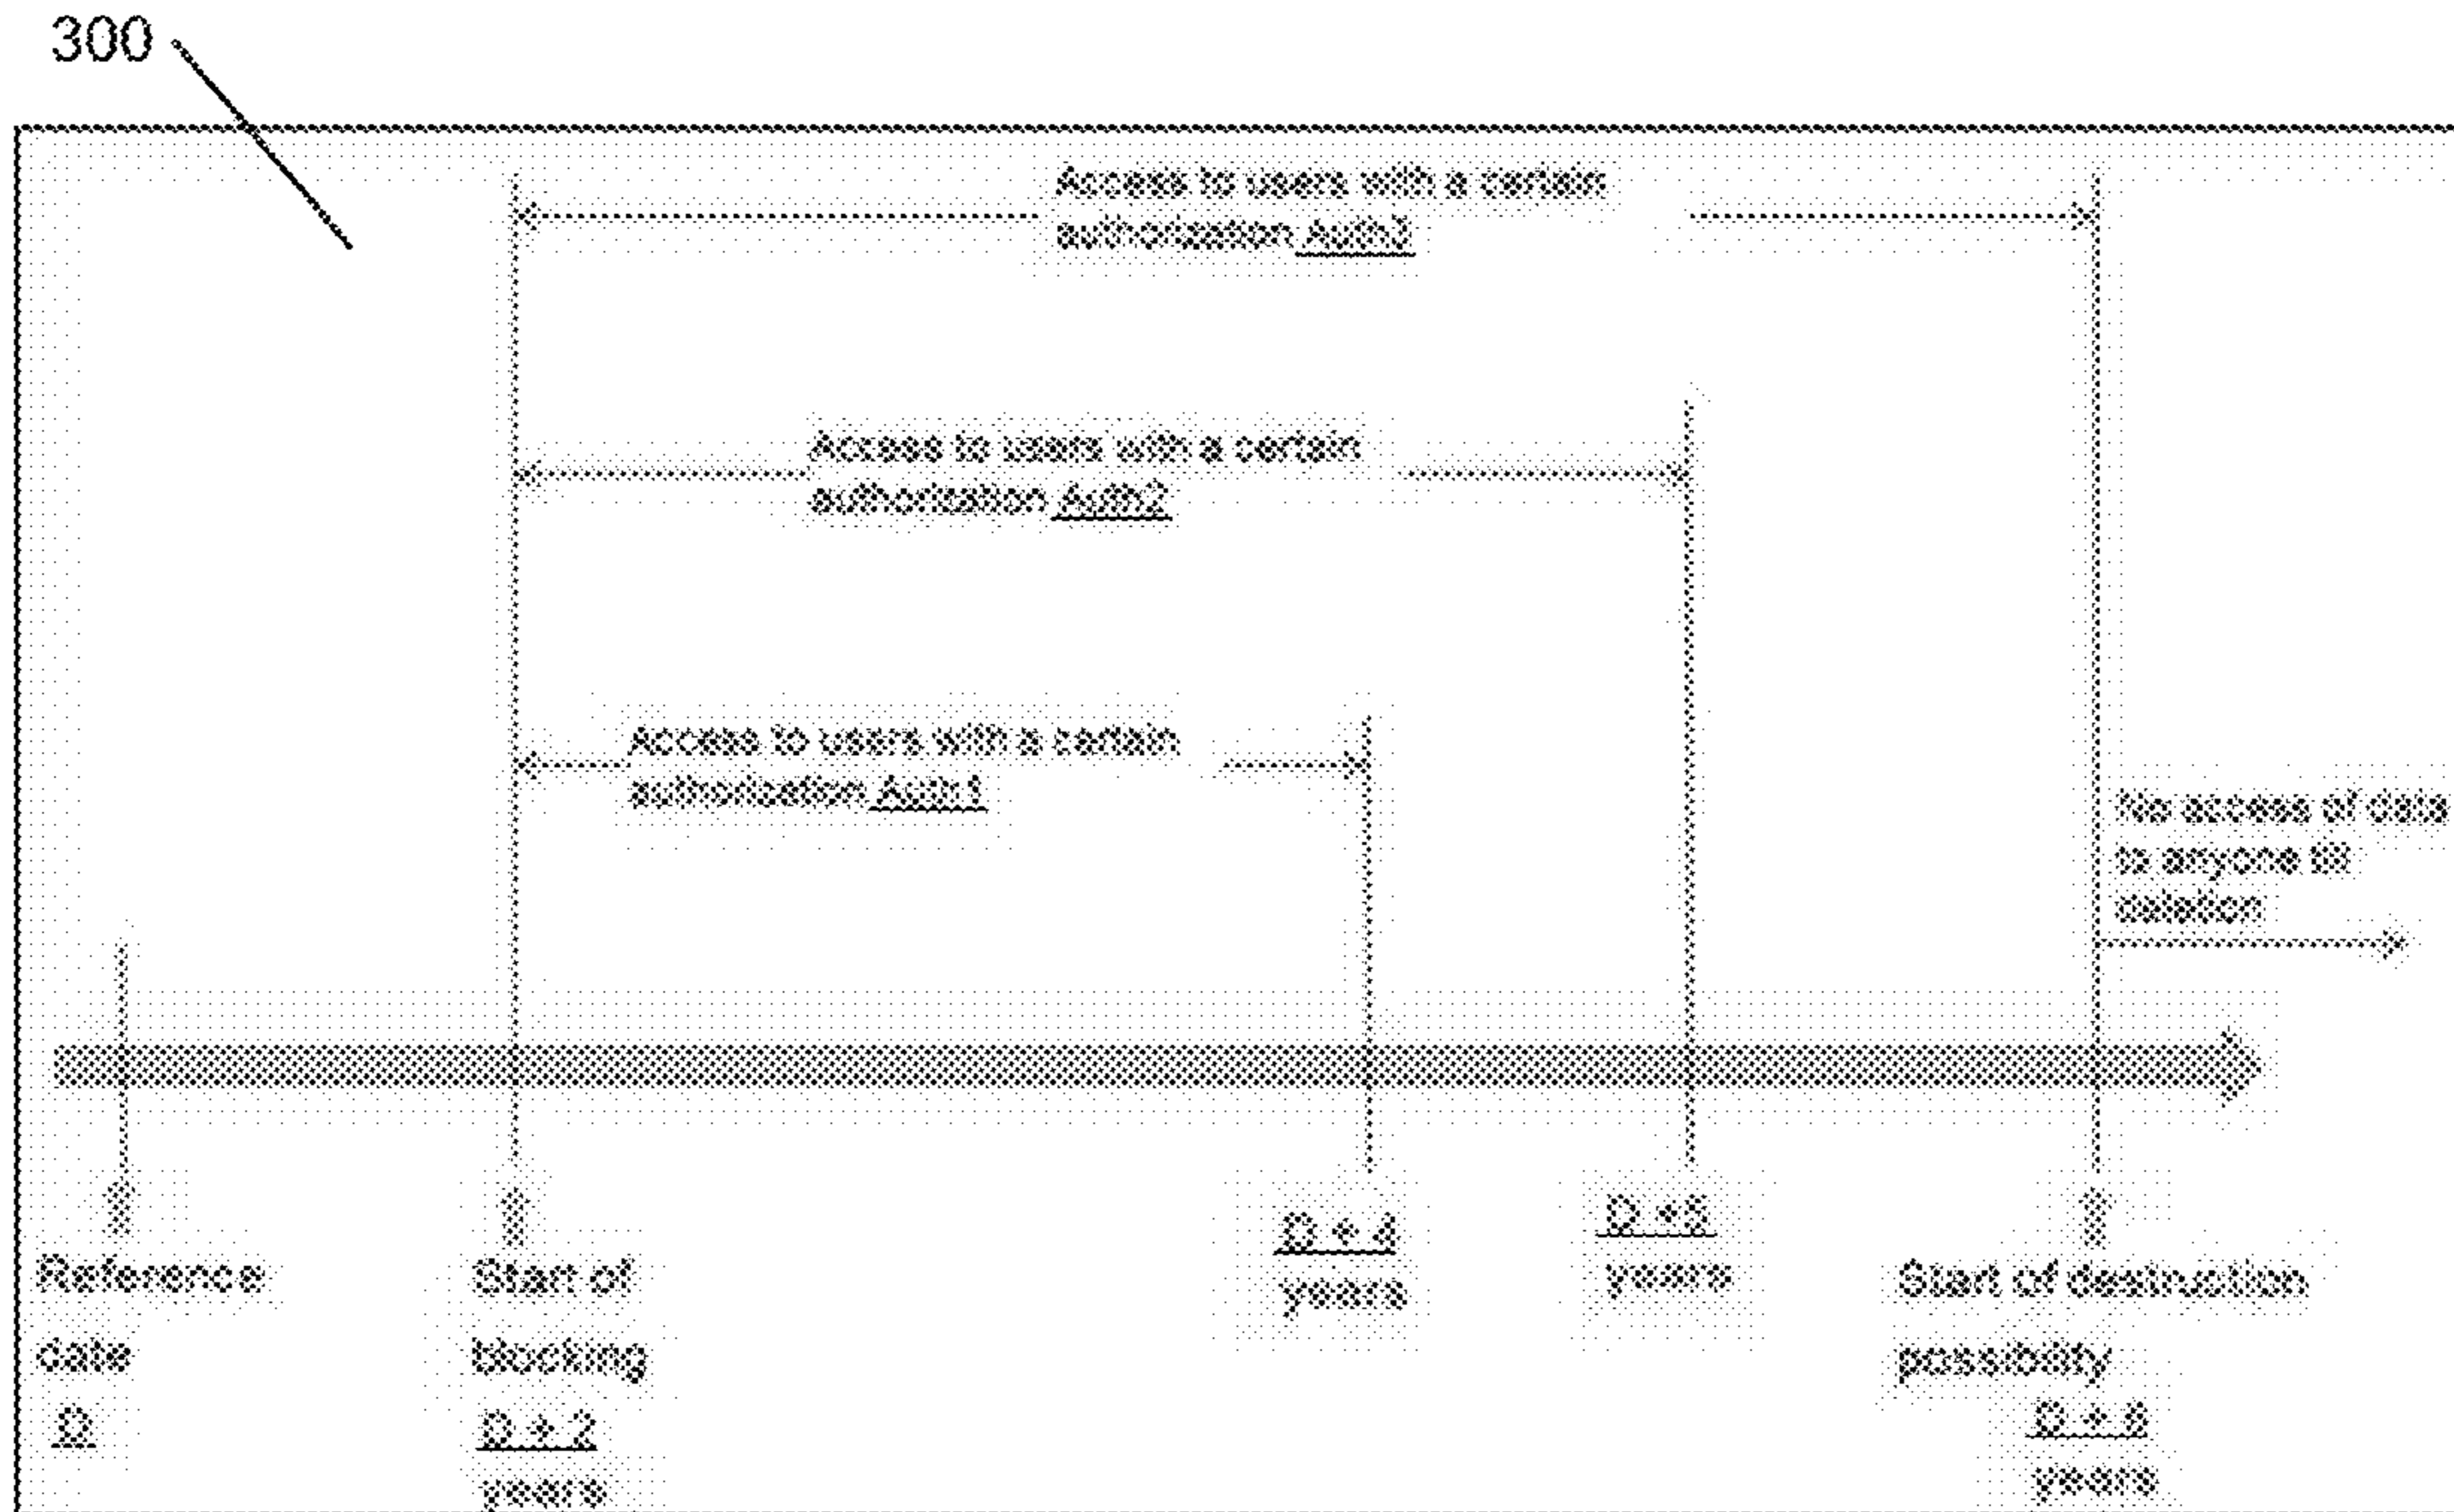 300
Access to users with a certain
authorization Auth3
Access to users with a certain
authorization Auth2
Access to users with a certain
authorization Auth1
No access of data
to anyone till
deletion
Reference
date
D
Start of
blocking
D + 2
years
D + 4
years
D +5
years
Start of destruction
possibility
D + 8
years